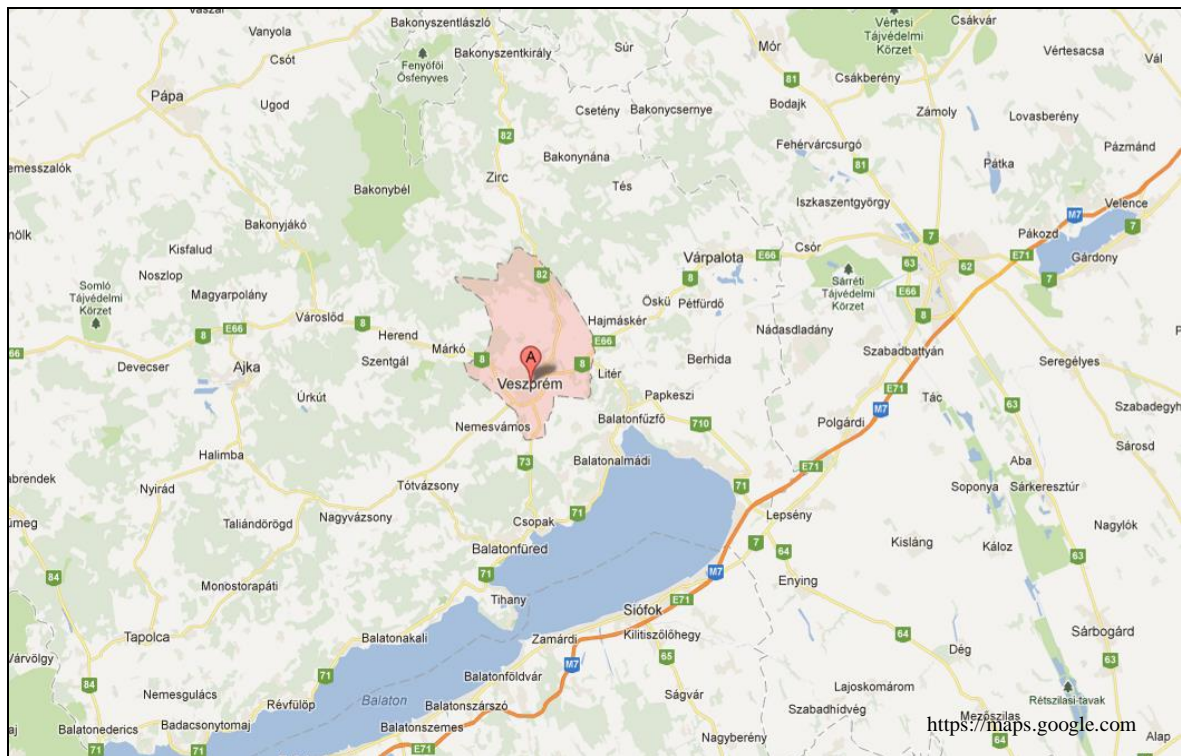 Vaszar
Bakonyszentlászló
Vértesi
Tájvédelmi
Körzet
Csákvár
Vanyola
Bakonyszentkirály
Súr
Mór
Vértesacsa
Csót
Fenyőfői
Ősfenyves
Vál
81
Csákberény
Pápa
Ugod
Csetény
Bakonycsernye
Bodajk
Zámoly
Lovasberény
82
Fehérvárcsurgó
Pázmánd
Bakonynána
81
Pátka
emesszalók
Zirc
Tés
Bakonybél
Iszkaszentgyörgy
Velence
M7
Bakonyjákó
7
Pákozd
7
mölk
Kisfalud
Várpalota
E66
Csór
E71
Gárdony
63
62
Noszlop
82
8
Sárréti
Tájvédelmi
Körzet
7
Somló
Tájvédelmi
Körzet
Magyarpolány
Öskü
Pétfürdő
E66
Városlőd
8
Hajmáskér
8
E66
8
Herend
Nádasdladány
E66
Márkó
8
A
8
Szentgál
Berhida
Szabadbattyán
Seregélyes
Devecser
Ajka
Litér
Veszprém
E71
Úrkút
Papkeszi
Tác
63
M7
Szabadegyh
Nemesvámos
Balatonfűzfő
710
Polgárdi
Halimba
73
Balatonalmádi
Sárosd
E71
Aba
abrendek
Nyirád
Tótvázsony
71
Soponya
Sárkeresztúr
Nagyvázsony
71
Lepsény
ümeg
Taliándörögd
Csopak
Nagylók
7
Kisláng
Káloz
Balatonfüred
64
63
84
M7
Monostorapáti
71
Enying
Tihany
E71
Siófok
Tapolca
Balatonakali
Zamárdi
Kilitiszőlőhegy
64
Sárbogárd
Várvölgy
65
Dég
63
M7
71
Balatonföldvár
84
Nemesgulács
Révfülöp
Balaton
Ságvár
Lajoskomárom
Rétszilasi-tavak
Balatonszárszó
Szabadhídvég
Mezőszilas
https://maps.google.com
Balatonederics
Badacsonytomaj
Balatonszemes
aj
Nagyberény
Alap
71
71
E71